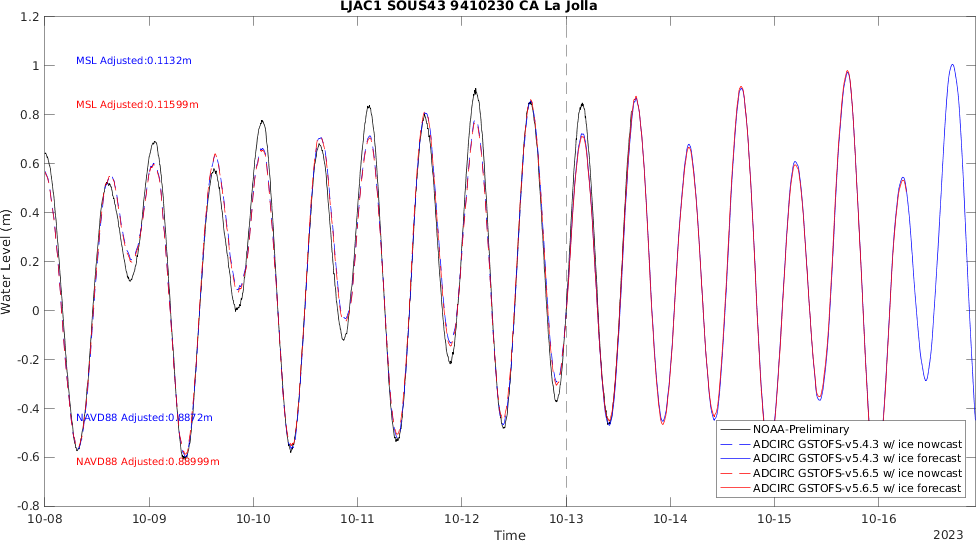 LJAC1 SOUS43 9410230 CA La Jolla
1.2
1
0.8
0.6
0.4
0.2
0
-0.2
-0.4
-0.6
-0.8
Water Level (m)
MSL Adjusted:0.1132m
MSL Adjusted:0.11599m
NAVD88 Adjusted:0.8872m
NAVD88 Adjusted:0.88999m
NOAA-Preliminary
ADCIRC GSTOFS-v5.4.3 w/ ice nowcast
ADCIRC GSTOFS-v5.4.3 w/ ice forecast
ADCIRC GSTOFS-v5.6.5 w/ ice nowcast
ADCIRC GSTOFS-v5.6.5 w/ ice forecast
10-08 10-09 10-10 10-11 10-12 10-13 10-14 10-15 10-16
Time
2023